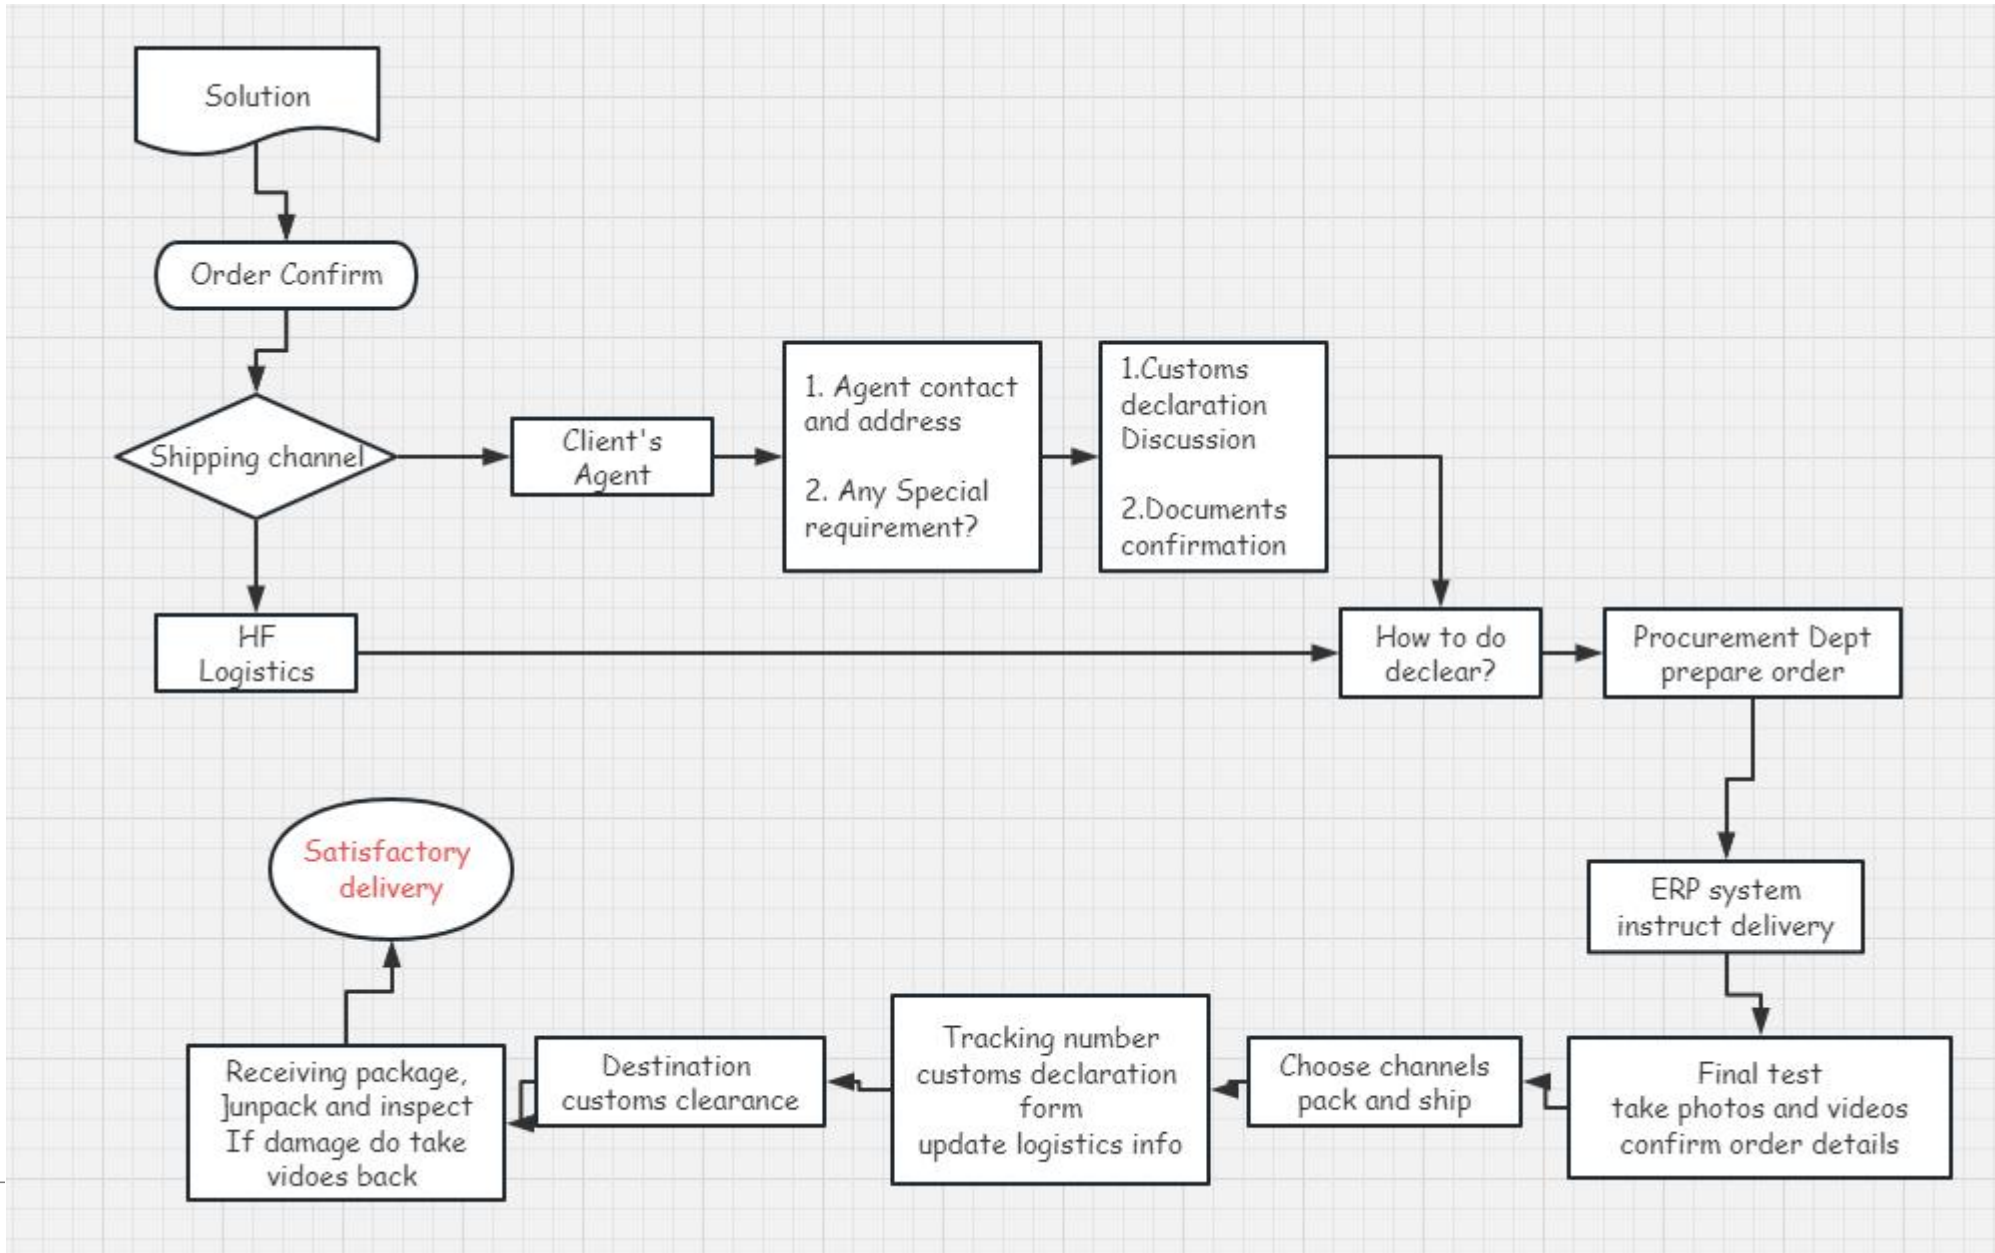 Solution
Order Confirm
Shipping channel
Client's
Agent
1. Agent contact
and address
2. Any Special
requirement?
1.Customs
declaration
Discussion
2.Documents
confirmation
HF
Logistics
How to do
declear?
Procurement Dept
prepare order
ERP system
instruct delivery
Final test
take photos and videos
confirm order details
Choose channels
pack and ship
Tracking number
customs declaration
form
update logistics info
Destination
customs clearance
Receiving package,
]unpack and inspect
If damage do take
vidoes back
Satisfactory
delivery